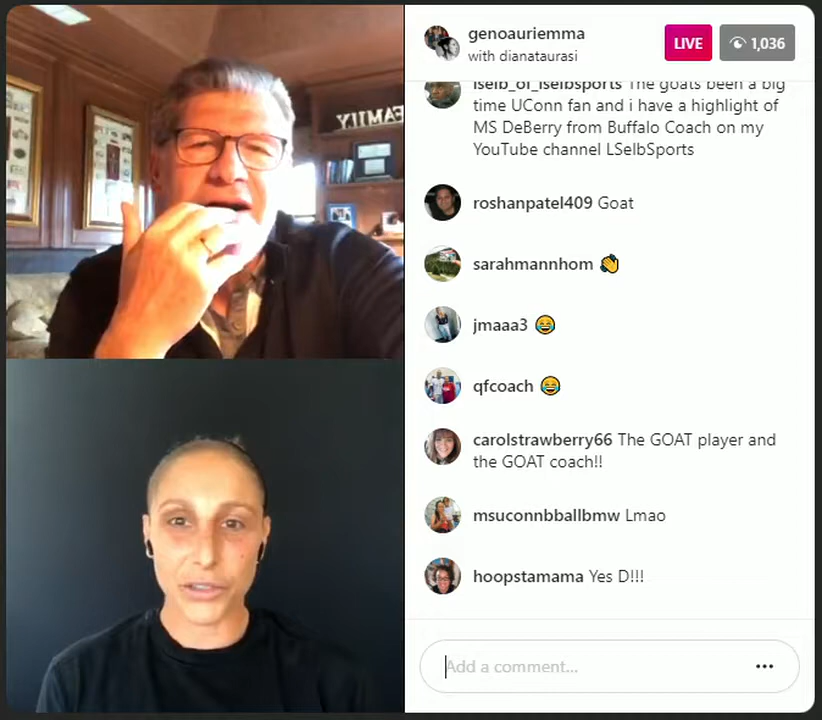 FAMILY
genoauriemma
with dianataurasi
LIVE
1,036
lselb_of_lselbsports The goats been a big
time UConn fan and i have a highlight of
MS DeBerry from Buffalo Coach on my
YouTube channel LSelbSports
roshanpatel409 Goat
sarahmannhom 👏
jmaaa3 😂
qfcoach 😂
carolstrawberry66 The GOAT player and
the GOAT coach!!
msuconnbballbmw Lmao
hoopstamama Yes D!!!
Add a comment...